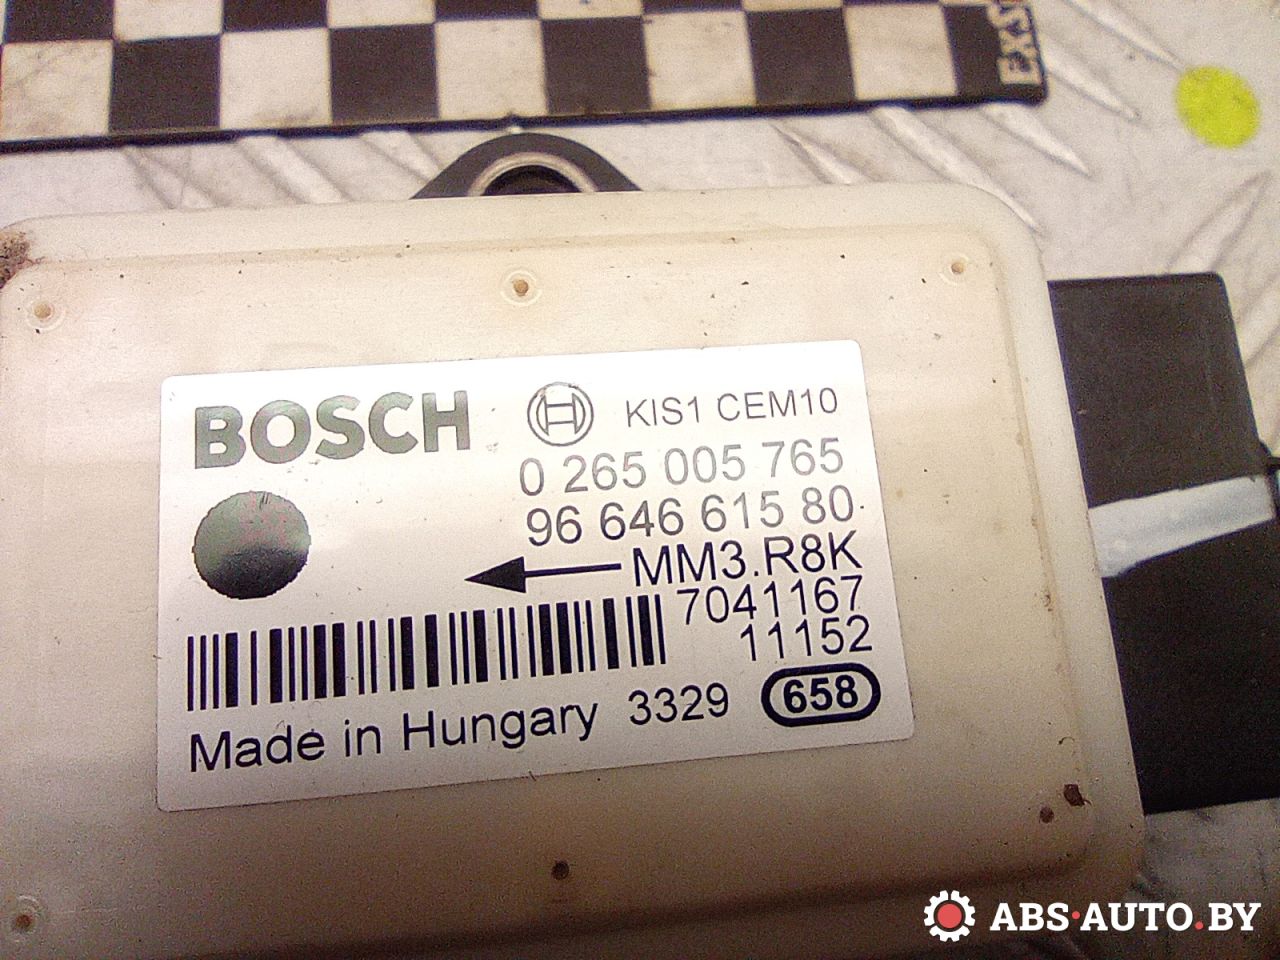 EXS
BOSCH
KIS1 CEM10
0 265 005 765
96 646 615 80
MM3.R8K
7041167
11152
Made in Hungary 3329 658
ABS·AUTO.BY